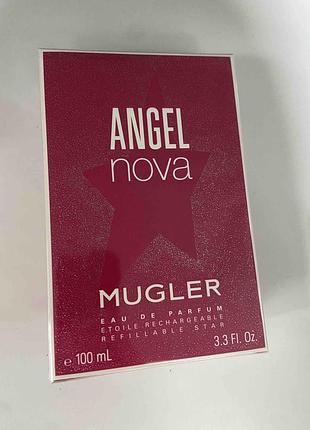 ANGEL
nova
MUGLER
EAU DE PARFUM
ETOILE RECHARGEABLE
REFILLABLE STAR
e 100 mL 3.3 Fl. Oz.